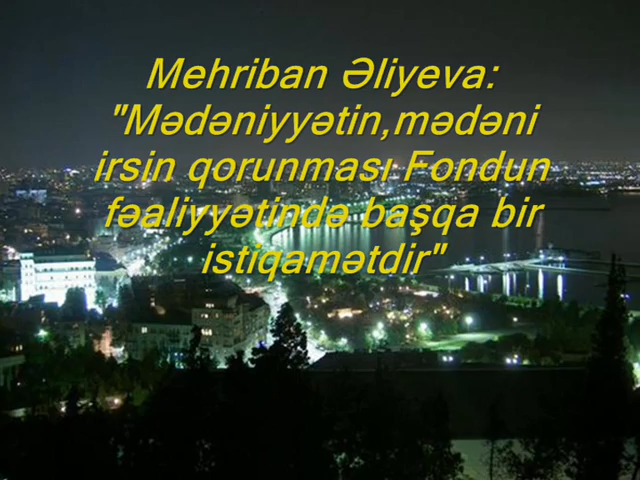 Mehriban Əliyeva:
"Mədəniyyətin,mədəni
irsin qorunması Fondun
fəaliyyətində başqa bir
istiqamətdir"